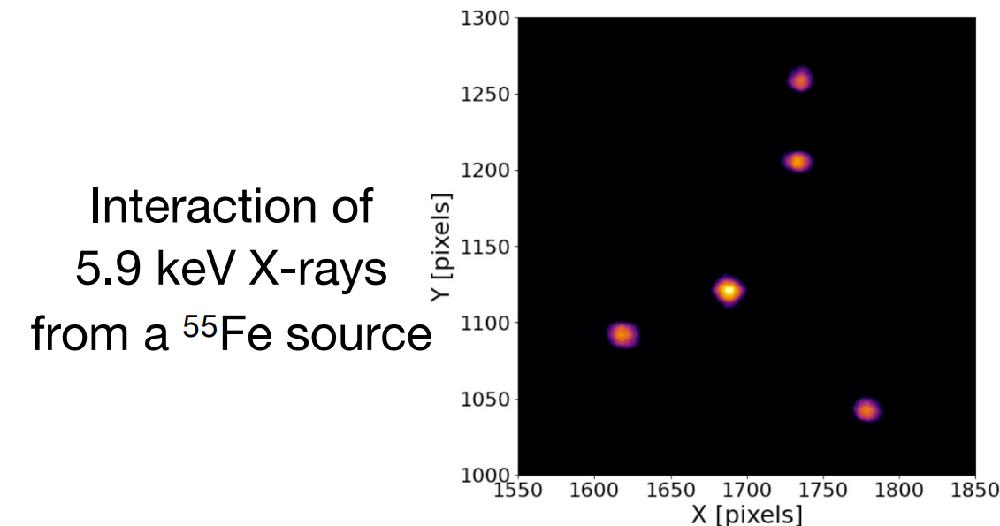 Interaction of
5.9 keV X-rays
from a ⁵⁵Fe source
1300
1250
1200
1150
1100
1050
1000
Y [pixels]
1550 1600 1650 1700 1750 1800 1850
X [pixels]